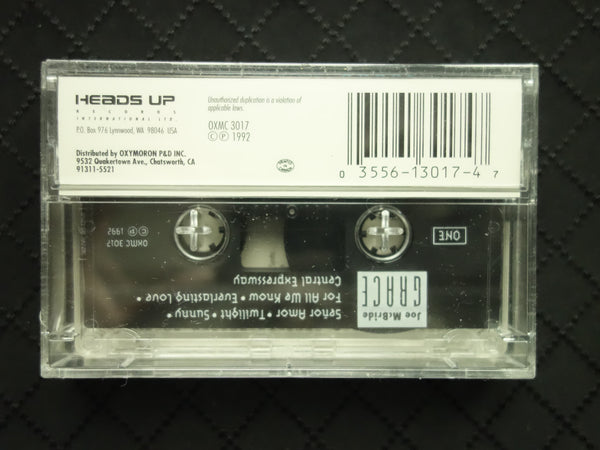 HEADS UP
RECORDS
INTERNATIONAL LTD.
P.O. Box 976 Lynnwood, WA 98046 USA
Distributed by OXYMORON P&D INC.
9532 Quakertown Ave., Chatsworth, CA
91311-5521
Unauthorized duplication is a violation of
applicable laws.
OXMC 3017
© ℗ 1992
0 3556-13017-4 7
Joe McBride
GRACE
ONE
Señor Amor • Twilight • Sunny •
For All We Know • Everlasting Love •
Central Expressway
OXMC 3017
© ℗ 1992